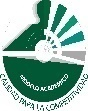 MODELO ACADÉMICO
CALIDAD PARA LA COMPETITIVIDAD